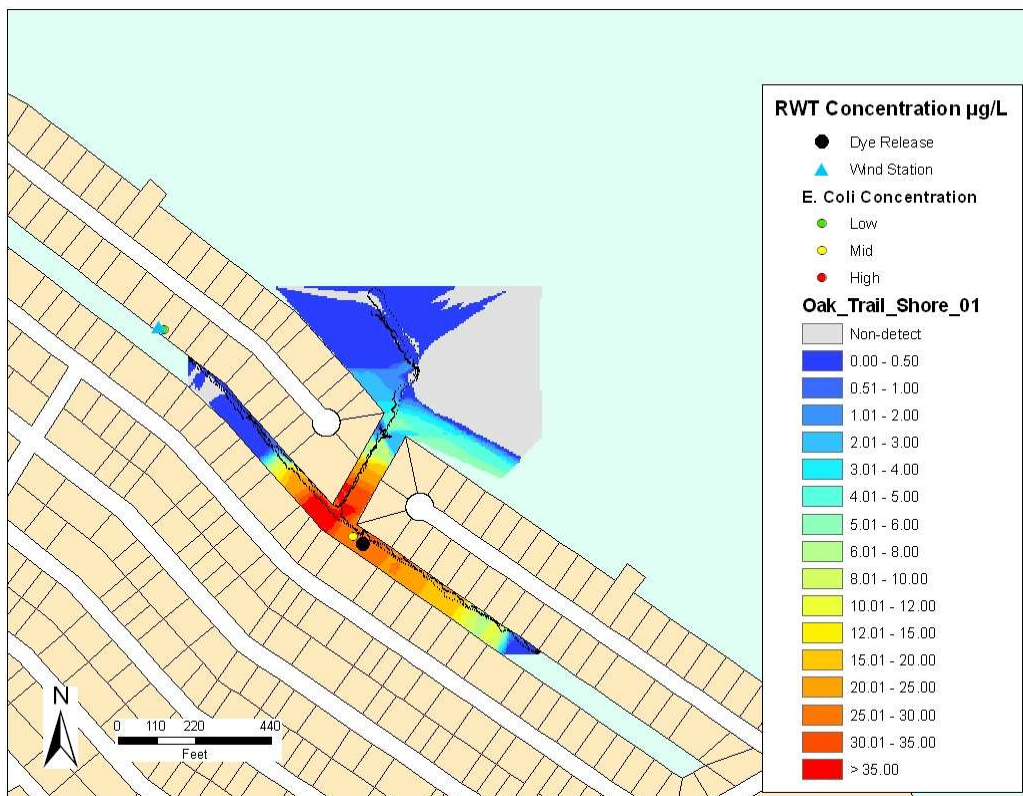 RWT Concentration µg/L
Dye Release
Wind Station
E. Coli Concentration
Low
Mid
High
Oak_Trail_Shore_01
Non-detect
0.00 - 0.50
0.51 - 1.00
1.01 - 2.00
2.01 - 3.00
3.01 - 4.00
4.01 - 5.00
5.01 - 6.00
6.01 - 8.00
8.01 - 10.00
10.01 - 12.00
12.01 - 15.00
15.01 - 20.00
20.01 - 25.00
25.01 - 30.00
30.01 - 35.00
> 35.00
N
0 110 220 440
Feet